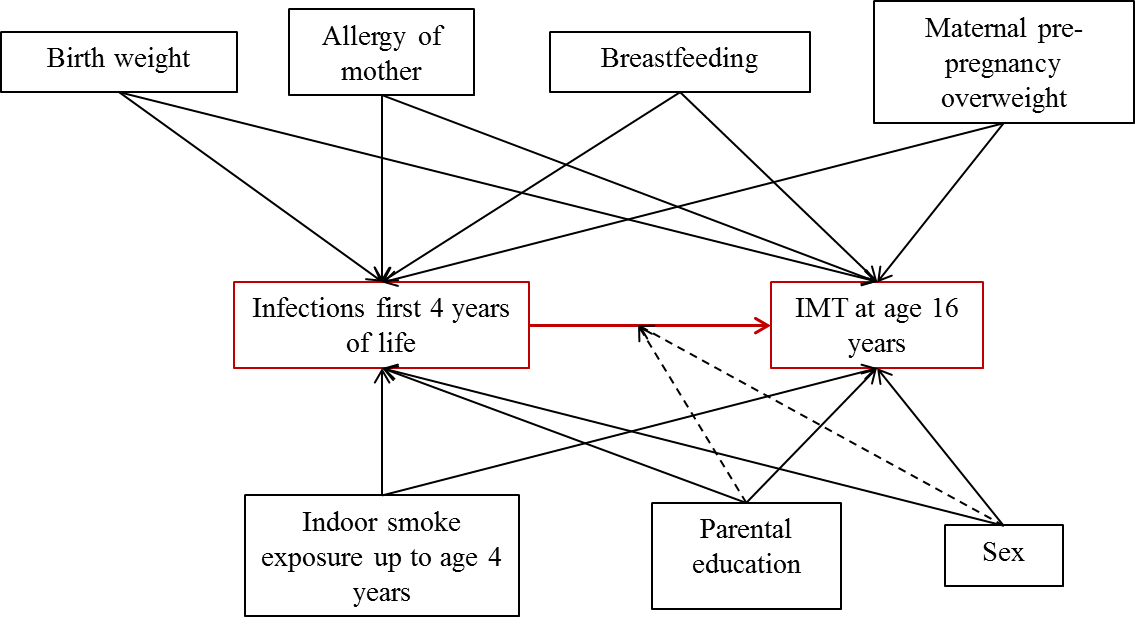 Birth weight
Allergy of
mother
Breastfeeding
Maternal pre-
pregnancy
overweight
Infections first 4 years
of life
IMT at age 16
years
Indoor smoke
exposure up to age 4
years
Parental
education
Sex